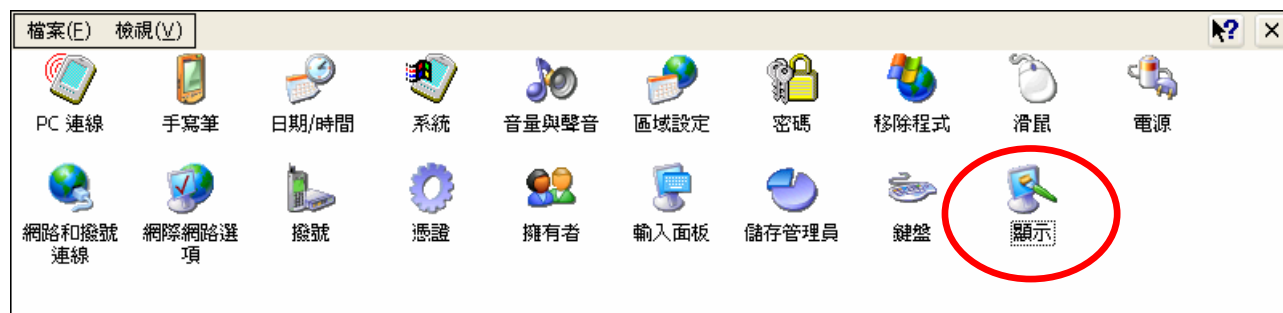 檔案(F) 檢視(V)
PC 連線 手寫筆 日期/時間 系統 音量與聲音 區域設定 密碼 移除程式 滑鼠 電源
網路和撥號 網際網路選 撥號 憑證 擁有者 輸入面板 儲存管理員 鍵盤 顯示
連線 項